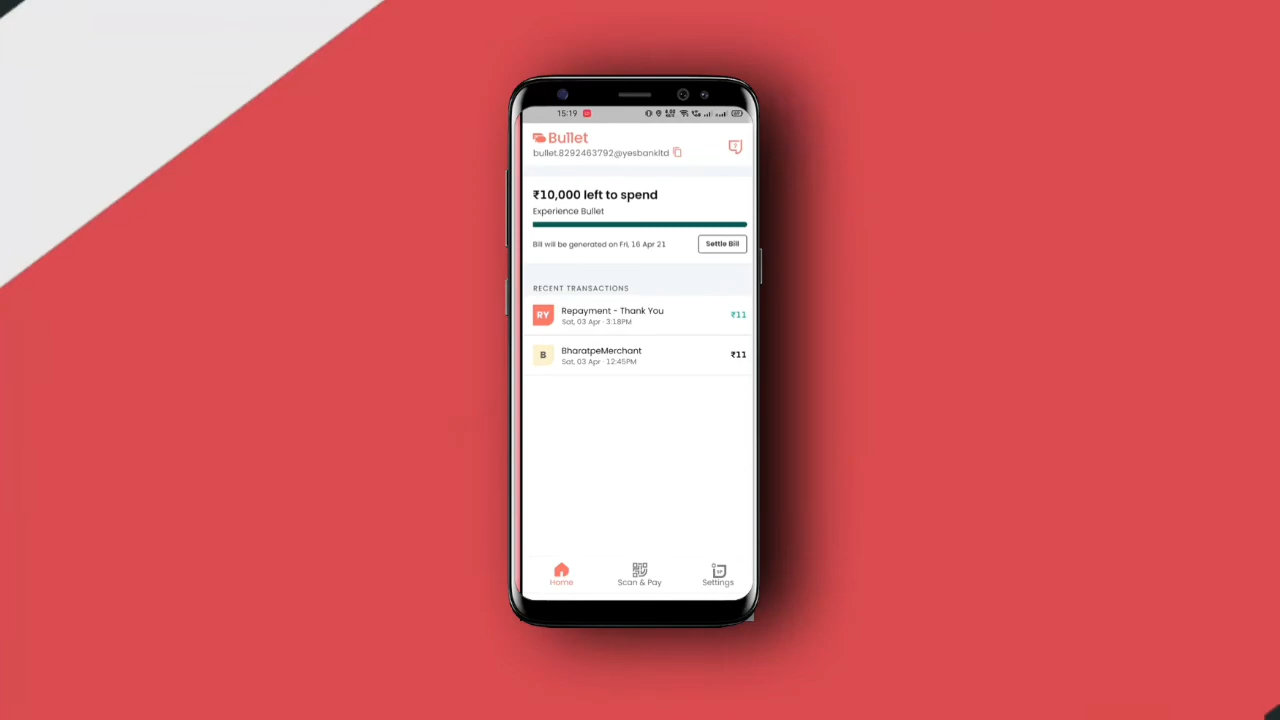 15:19
Bullet
bullet.8292463792@yesbankltd
₹10,000 left to spend
Experience Bullet
Bill will be generated on Fri, 16 Apr 21
Settle Bill
RECENT TRANSACTIONS
RY
Repayment - Thank You
₹11
Sat, 03 Apr · 3:18PM
B
BharatpeMerchant
₹11
Sat, 03 Apr · 12:45PM
Home
Scan & Pay
Settings